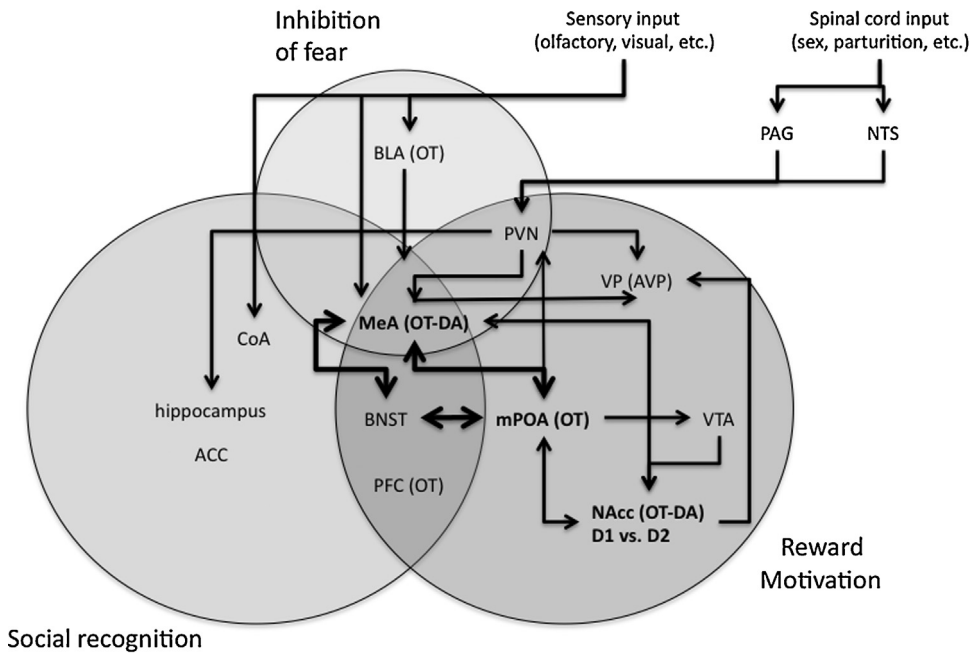 Inhibition
of fear
Sensory input
(olfactory, visual, etc.)
Spinal cord input
(sex, parturition, etc.)
PAG
NTS
BLA (OT)
PVN
VP (AVP)
MeA (OT-DA)
CoA
hippocampus
ACC
BNST
mPOA (OT)
VTA
PFC (OT)
NAcc (OT-DA)
D1 vs. D2
Reward
Motivation
Social recognition